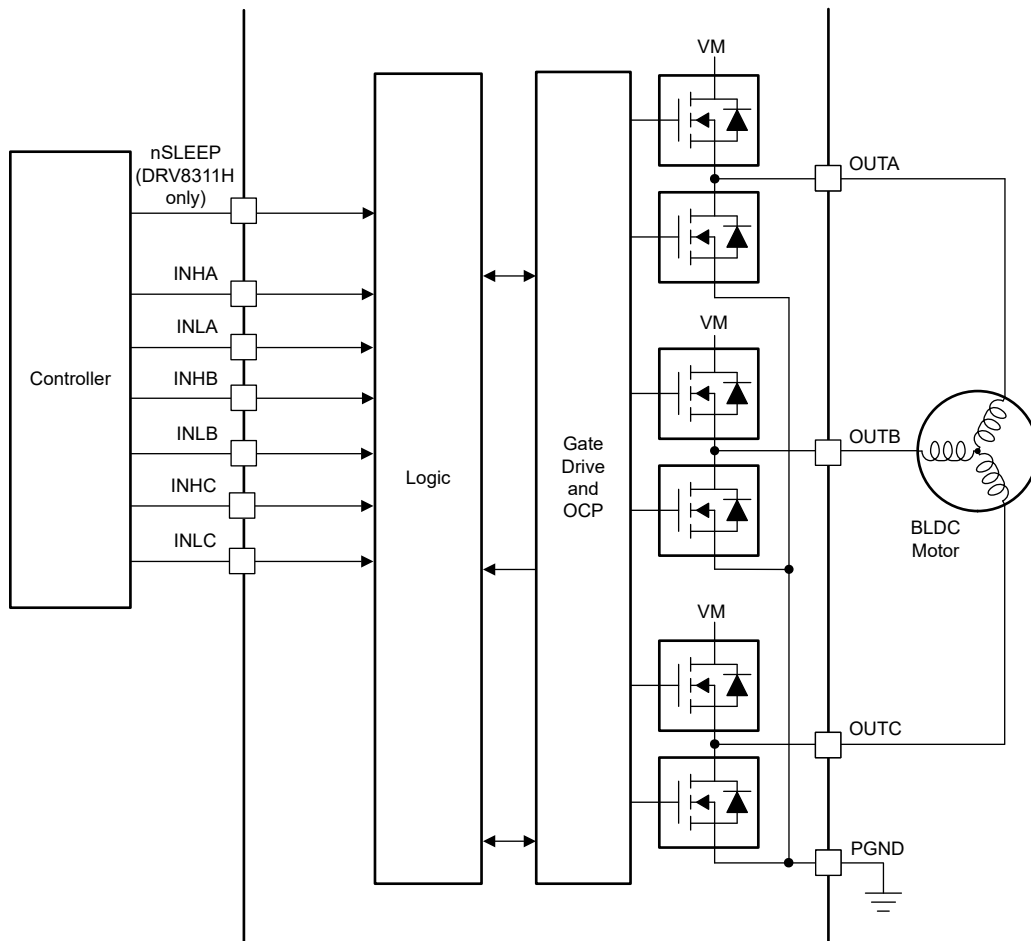 nSLEEP
(DRV8311H
only)
INHA
INLA
INHB
INLB
INHC
INLC
Controller
Logic
Gate
Drive
and
OCP
VM
VM
VM
OUTA
OUTB
OUTC
PGND
BLDC
Motor